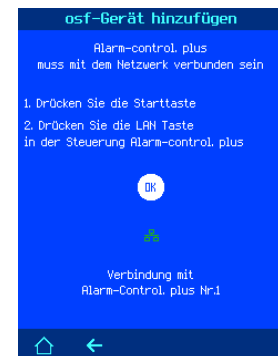 osf-Gerät hinzufügen
Alarm-control. plus
muss mit dem Netzwerk verbunden sein
1. Drücken Sie die Starttaste
2. Drücken Sie die LAN Taste
in der Steuerung Alarm-control. plus
OK
Verbindung mit
Alarm-Control. plus Nr.1